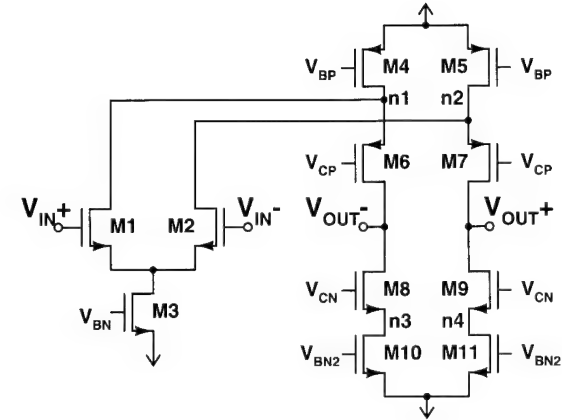 V_BP M4 M5 V_BP
n1 n2
V_CP M6 M7 V_CP
V_IN+ M1 M2 V_IN- V_OUT- V_OUT+
V_CN M8 M9 V_CN
V_BN M3 n3 n4
V_BN2 M10 M11 V_BN2